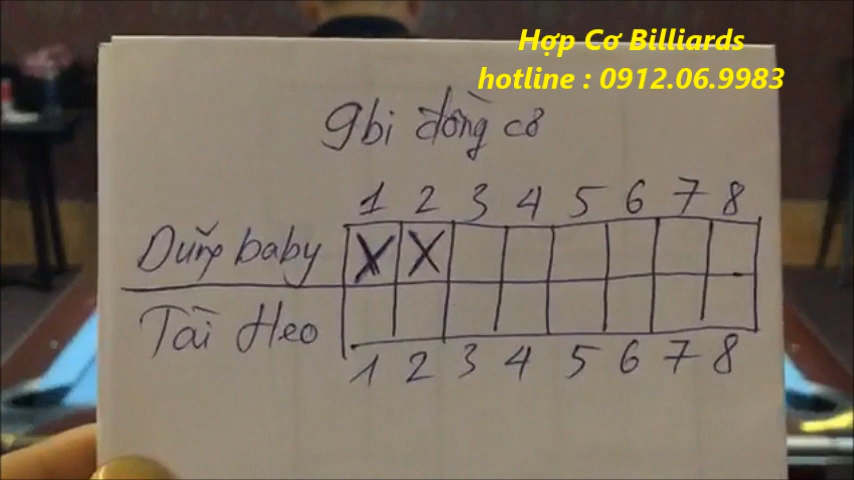 Hợp Cơ Billiards
hotline : 0912.06.9983
9bi đồng cơ
1 2 3 4 5 6 7 8
baby X X
Tài Heo
1 2 3 4 5 6 7 8